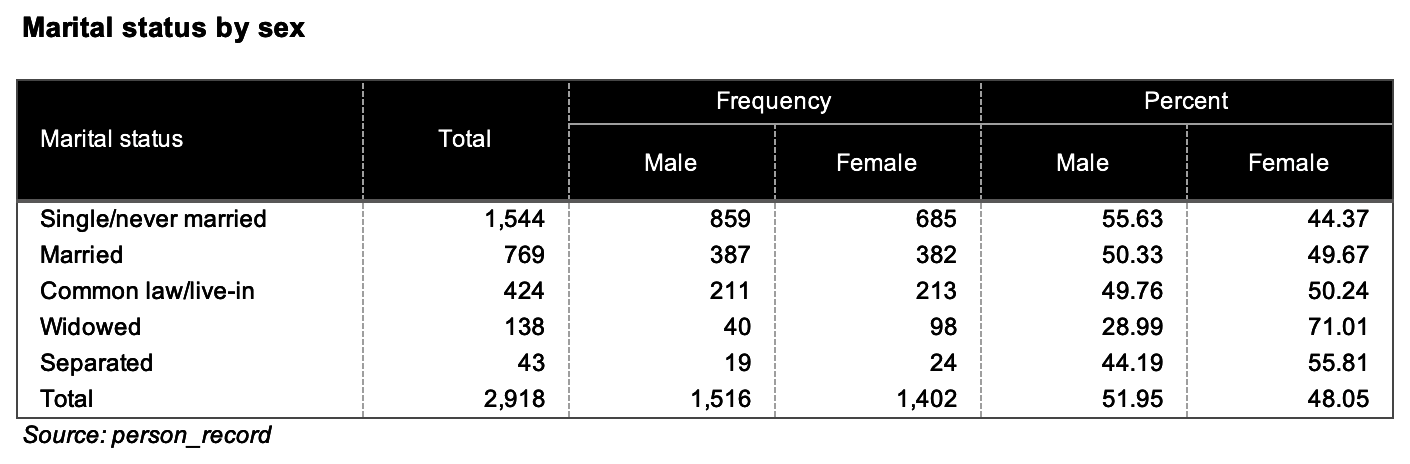 Marital status by sex
Frequency Percent
Marital status Total
Male Female Male Female
Single/never married 1,544 859 685 55.63 44.37
Married 769 387 382 50.33 49.67
Common law/live-in 424 211 213 49.76 50.24
Widowed 138 40 98 28.99 71.01
Separated 43 19 24 44.19 55.81
Total 2,918 1,516 1,402 51.95 48.05
Source: person_record